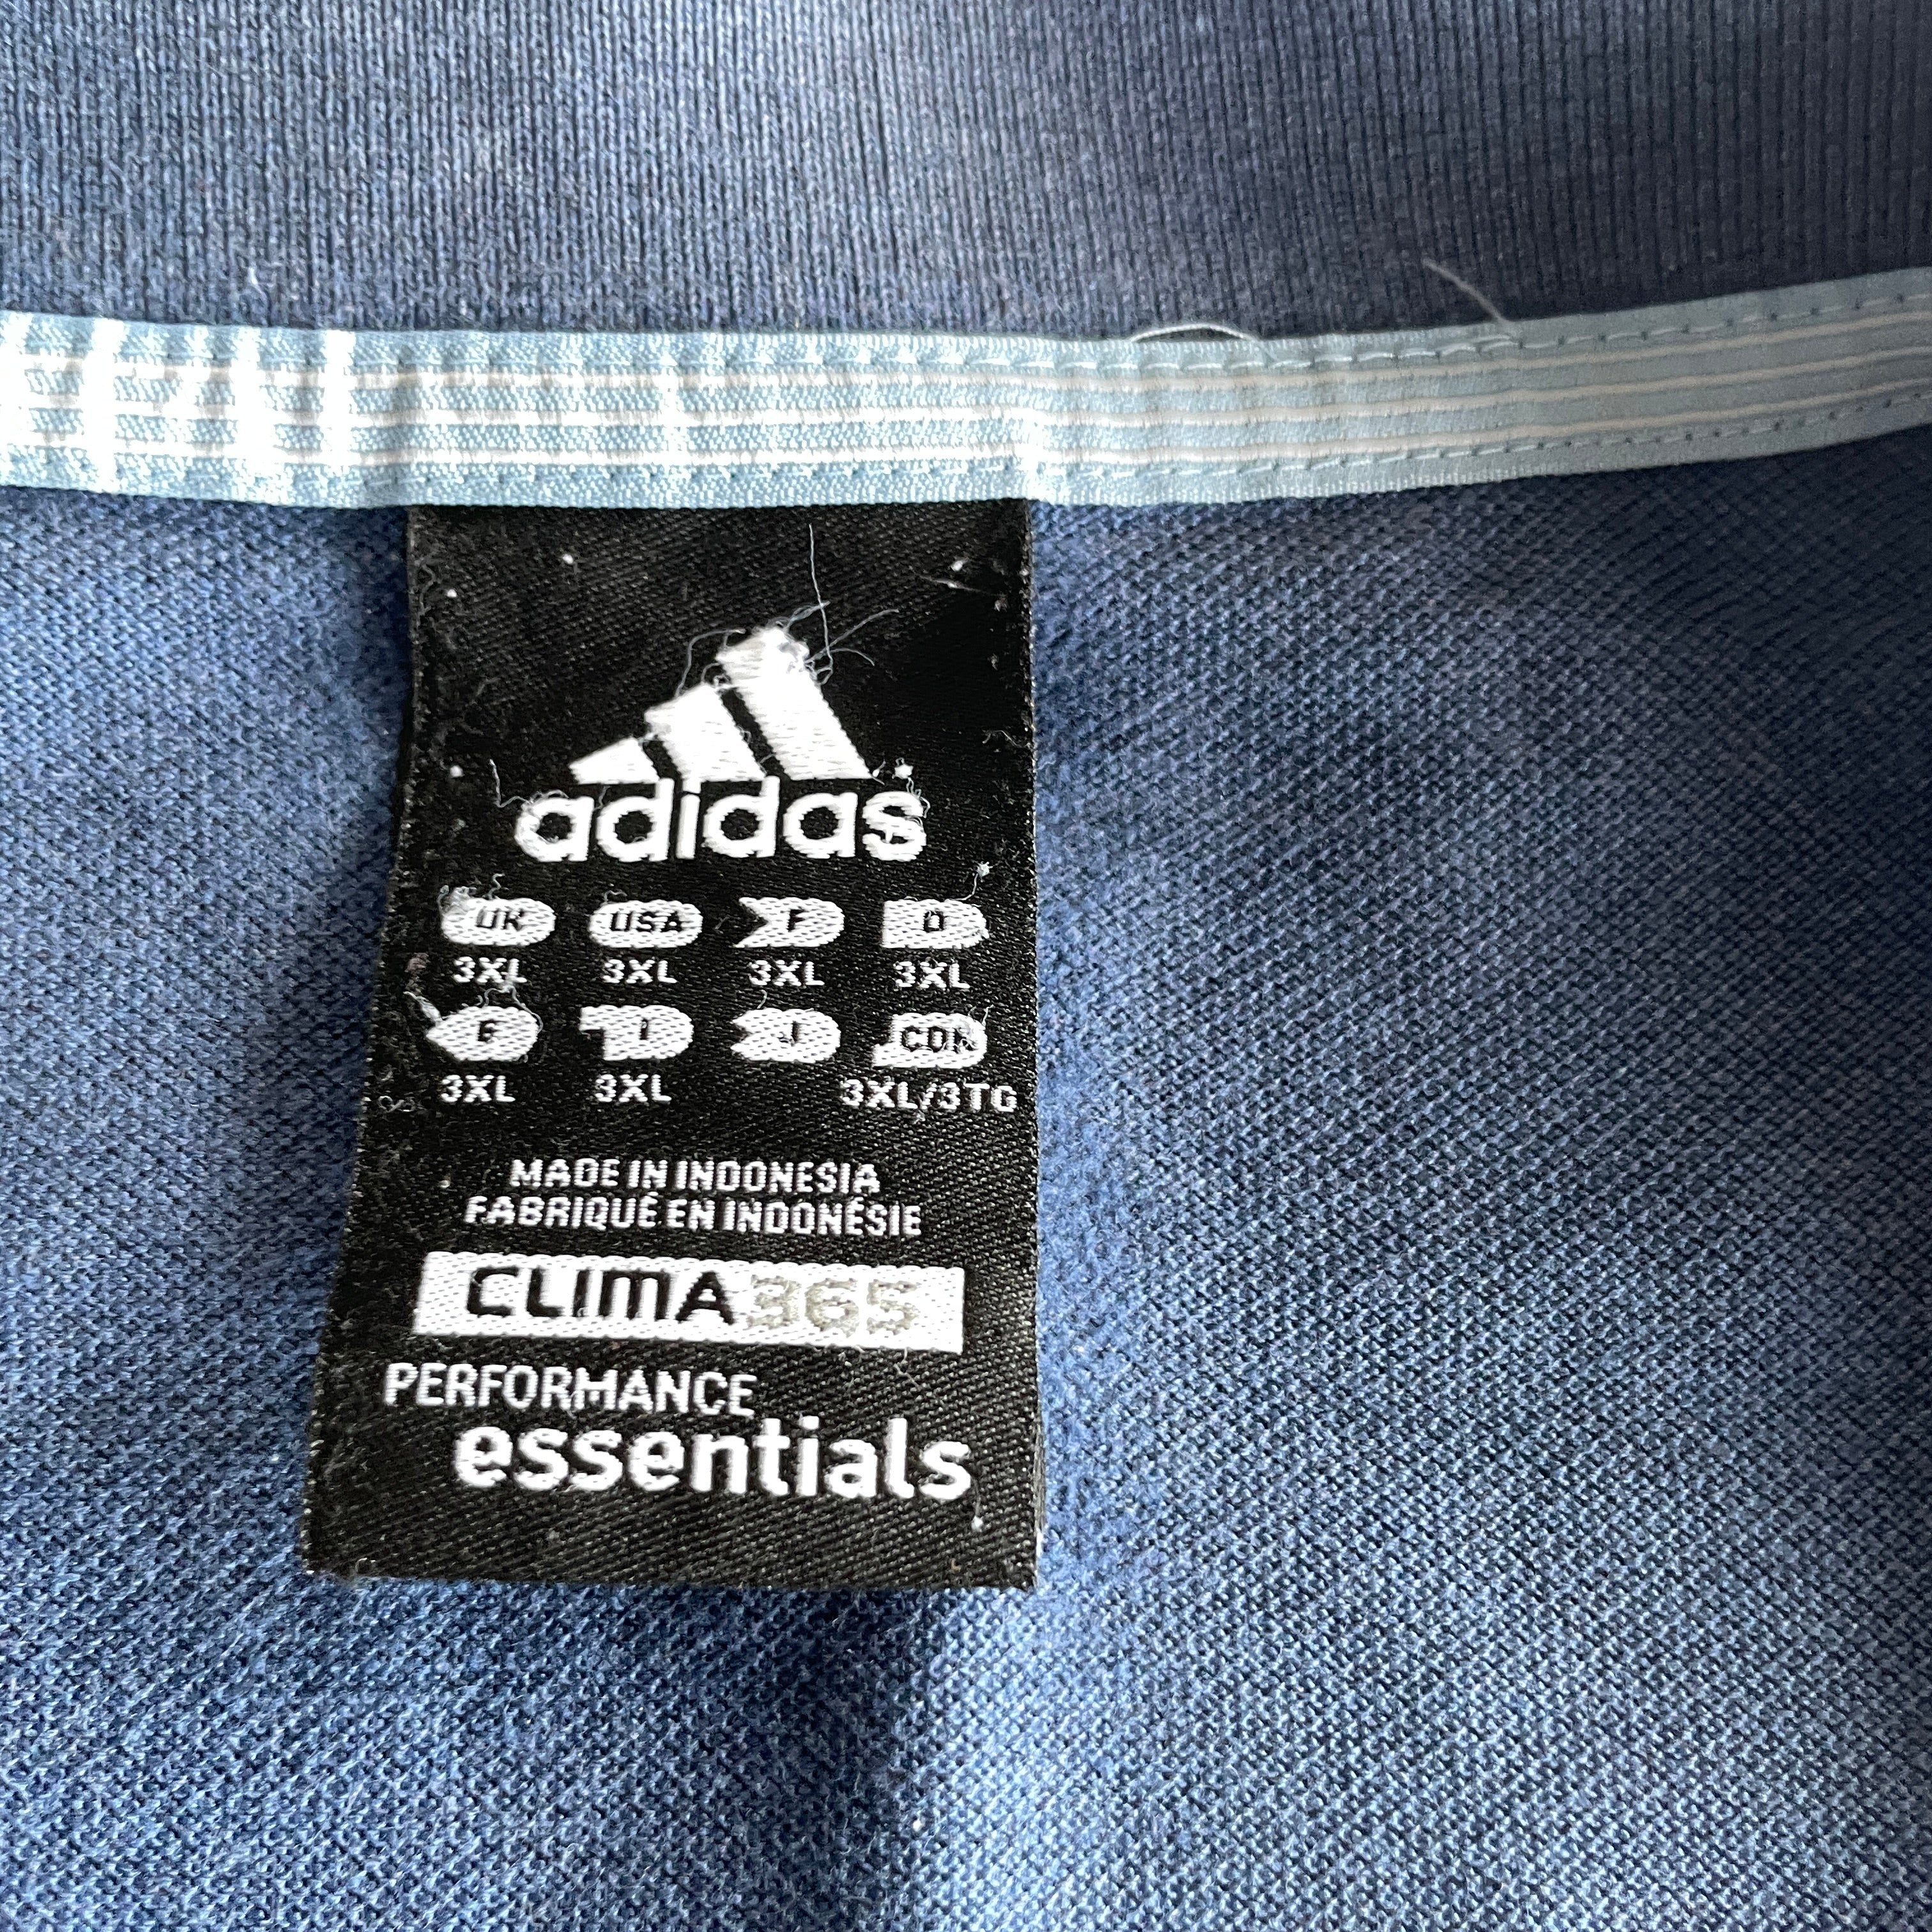 adidas
UK USA F D
3XL 3XL 3XL 3XL
E I J CDN
3XL 3XL 3XL/3TG
MADE IN INDONESIA
FABRIQUÉ EN INDONÉSIE
CLIMA365
PERFORMANCE
essentials